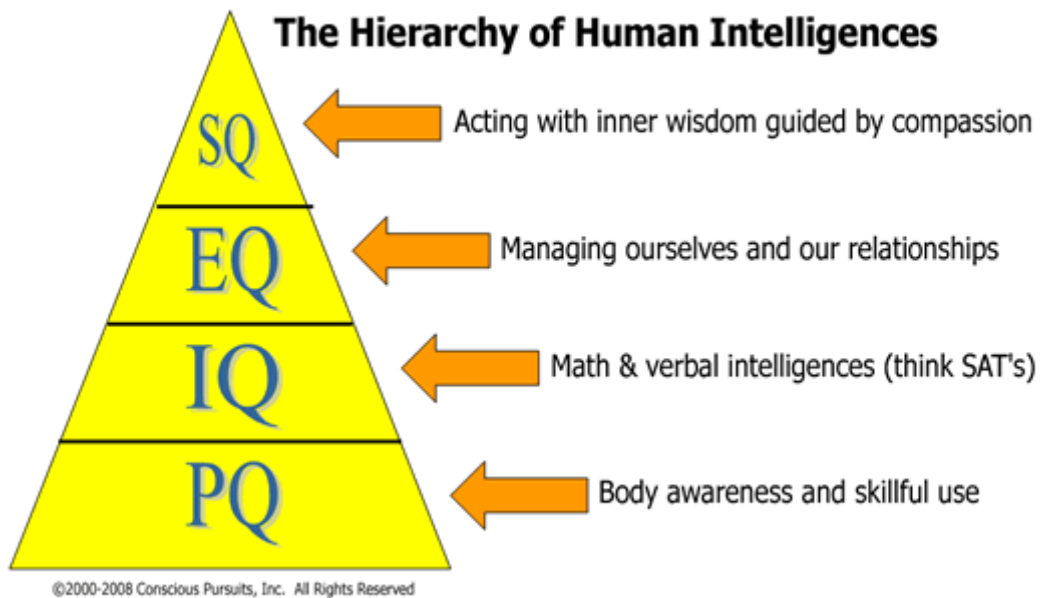 The Hierarchy of Human Intelligences
SQ
Acting with inner wisdom guided by compassion
EQ
Managing ourselves and our relationships
IQ
Math & verbal intelligences (think SAT's)
PQ
Body awareness and skillful use
©2000-2008 Conscious Pursuits, Inc. All Rights Reserved